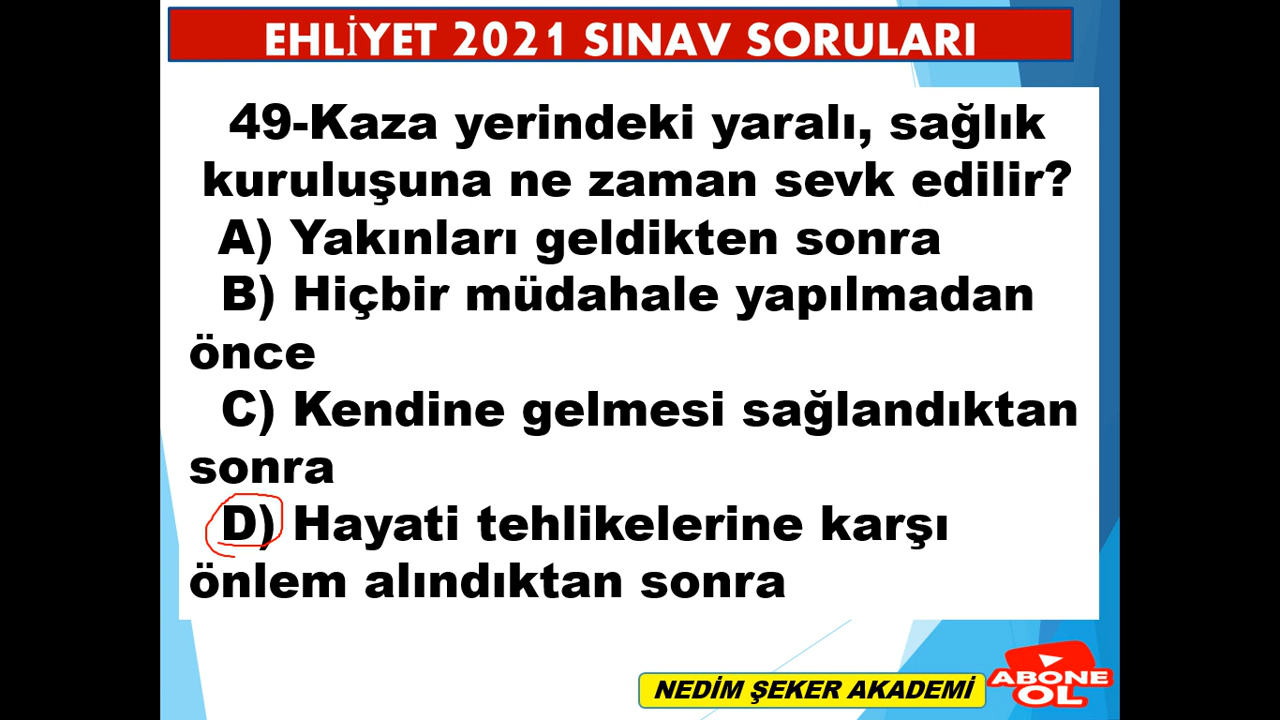 EHLİYET 2021 SINAV SORULARI
49-Kaza yerindeki yaralı, sağlık
kuruluşuna ne zaman sevk edilir?
A) Yakınları geldikten sonra
B) Hiçbir müdahale yapılmadan
önce
C) Kendine gelmesi sağlandıktan
sonra
D) Hayati tehlikelerine karşı
önlem alındıktan sonra
NEDİM ŞEKER AKADEMİ
ABONE
OL